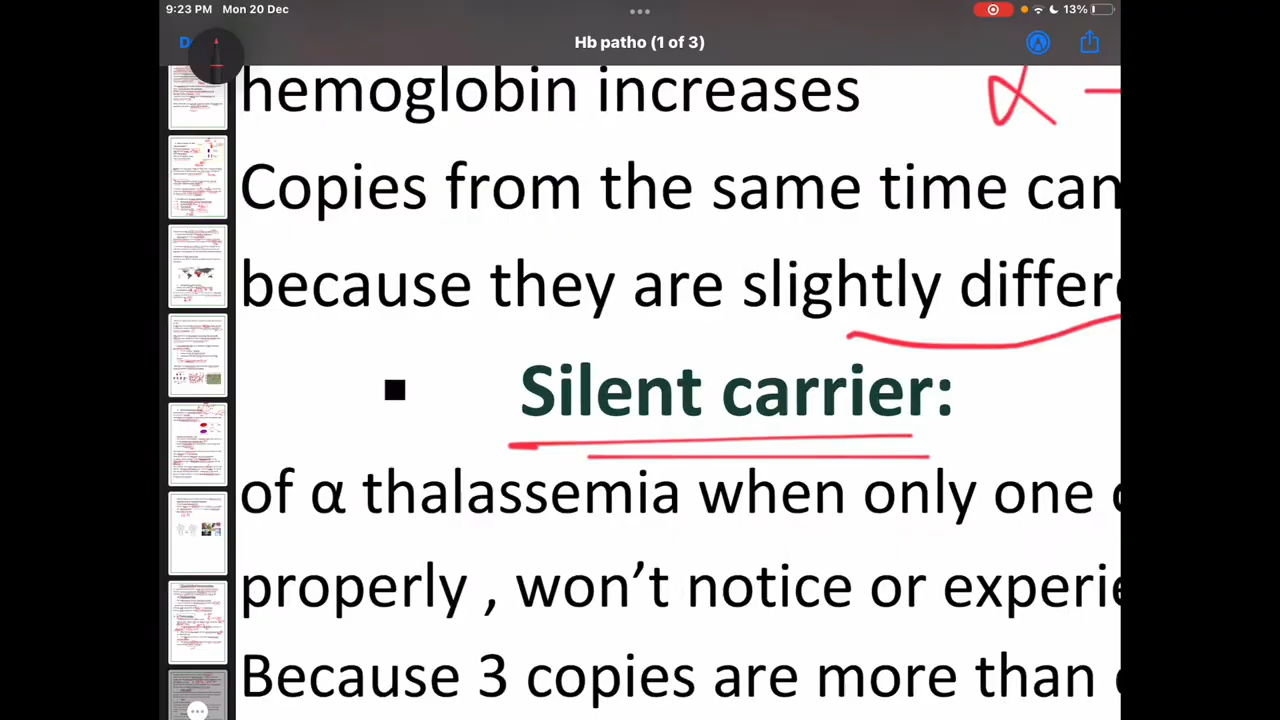 9:23 PM Mon 20 Dec
13%
Hb patho (1 of 3)
hemoglobin increases
α
Copies from the same time can
because they are slightly differe
▪ Silent carrier:
of α thalassemia when only one
properly , won’t notice or experie
Because 3 copies are more than